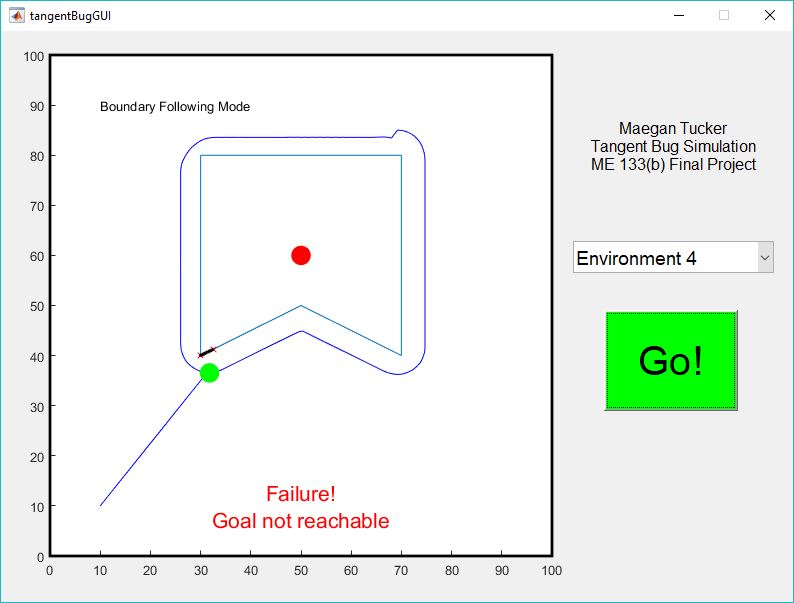 tangentBugGUI
100
90
80
70
60
50
40
30
20
10
0
Boundary Following Mode
Failure!
Goal not reachable
0 10 20 30 40 50 60 70 80 90 100
Maegan Tucker
Tangent Bug Simulation
ME 133(b) Final Project
Environment 4
Go!